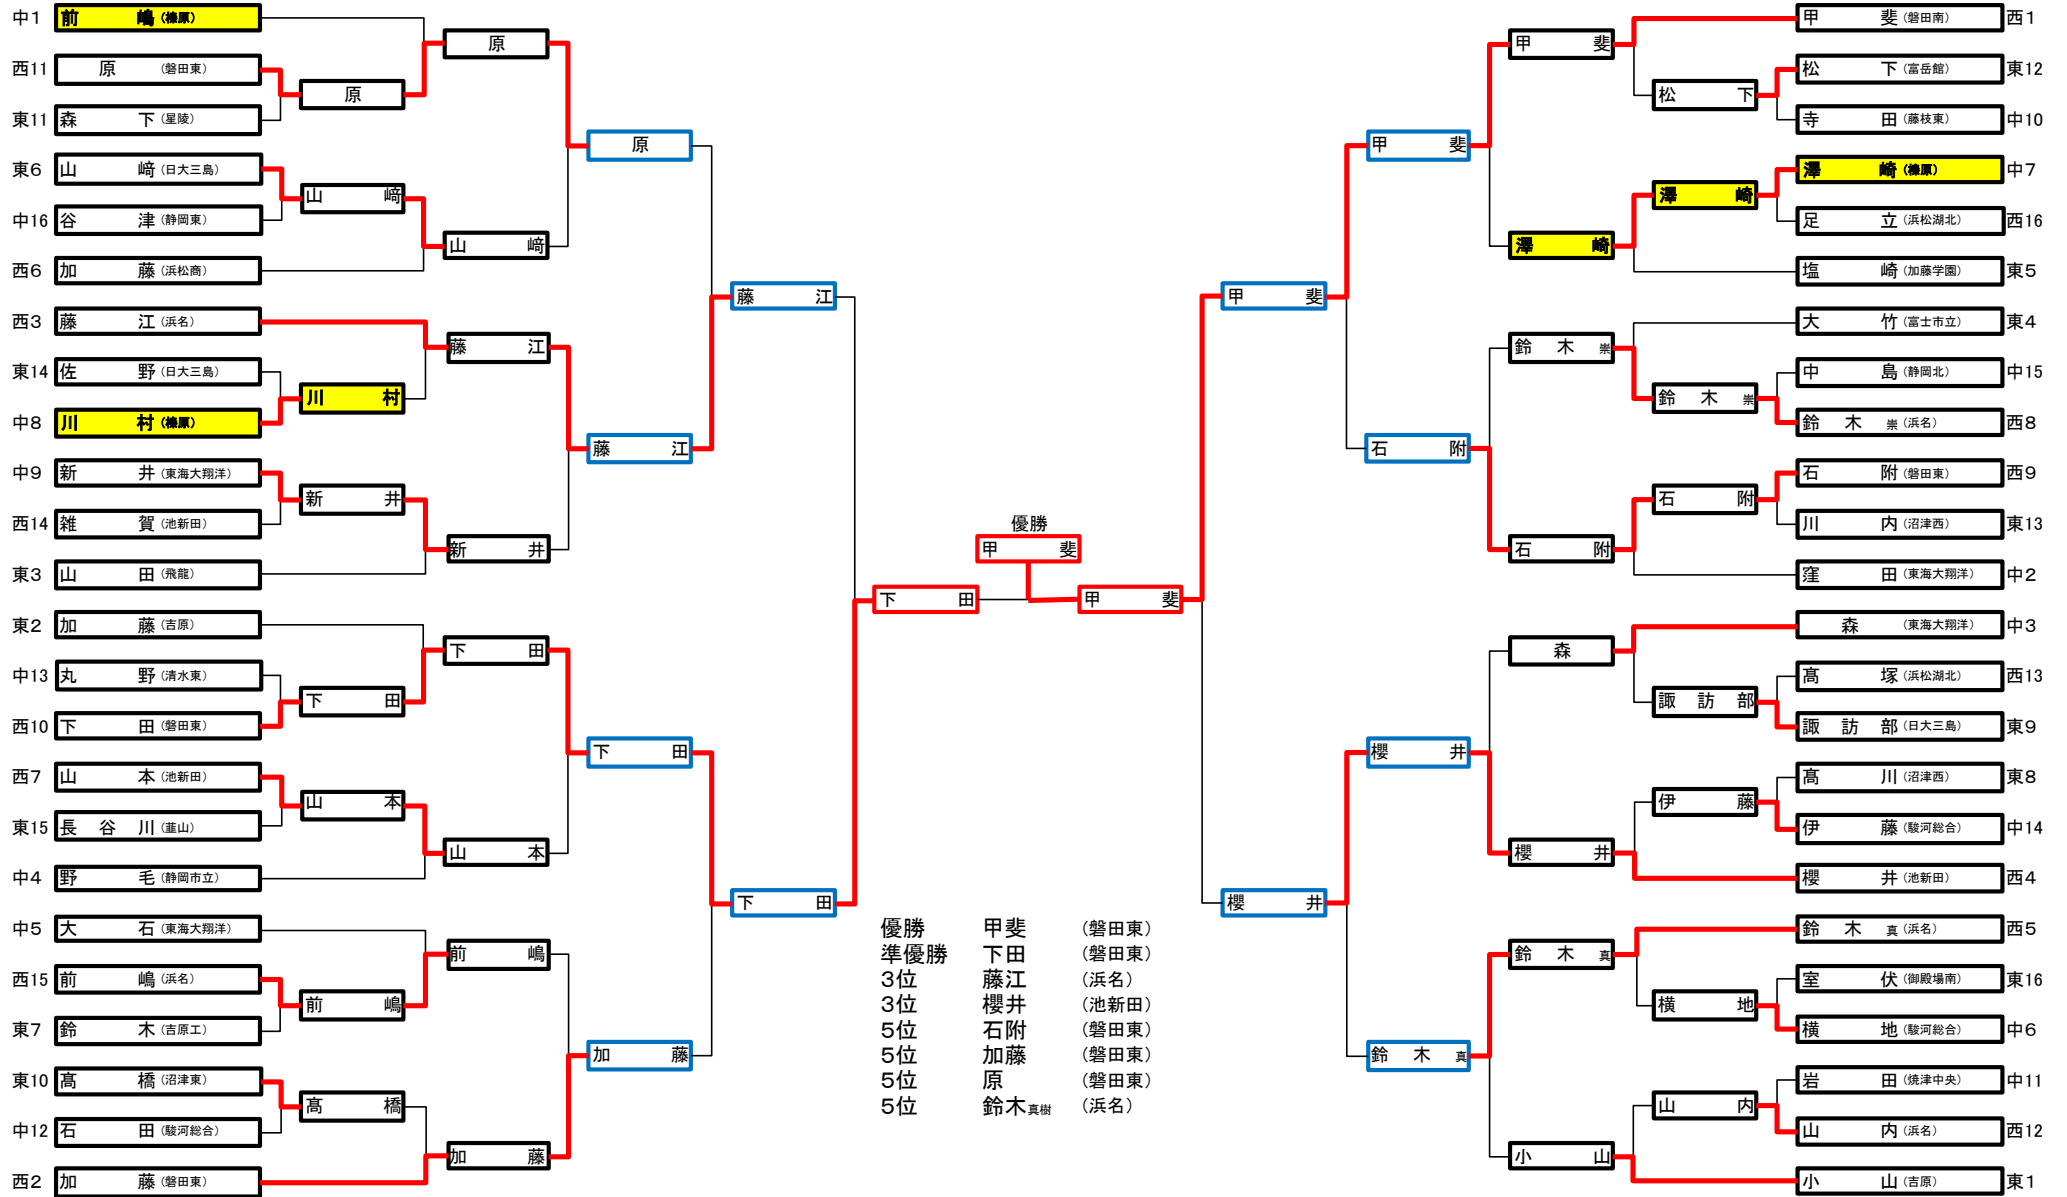 中1 前嶋(榛原)
西11 原(磐田東)
東11 森下(星陵)
東6 山﨑(日大三島)
中16 谷津(静岡東)
西6 加藤(浜松商)
西3 藤江(浜名)
東14 佐野(日大三島)
中8 川村(榛原)
中9 新井(東海大翔洋)
西14 雑賀(池新田)
東3 山田(飛龍)
東2 加藤(吉原)
中13 丸野(清水東)
西10 下田(磐田東)
西7 山本(池新田)
東15 長谷川(韮山)
中4 野毛(静岡市立)
中5 大石(東海大翔洋)
西15 前嶋(浜名)
東7 鈴木(吉原工)
東10 髙橋(沼津東)
中12 石田(駿河総合)
西2 加藤(磐田東)
原
山﨑
川村
新井
下田
山本
前嶋
髙橋
原
山﨑
藤江
新井
下田
山本
前嶋
加藤
原
藤江
下田
加藤
藤江
下田
下田
優勝
甲斐
甲斐
優勝 甲斐 (磐田東)
準優勝 下田 (磐田東)
3位 藤江 (浜名)
3位 櫻井 (池新田)
5位 石附 (磐田東)
5位 加藤 (磐田東)
5位 原 (磐田東)
5位 鈴木真樹 (浜名)
甲斐
櫻井
甲斐
石附
櫻井
鈴木真
甲斐
澤崎
鈴木崇
石附
森
櫻井
鈴木真
小山
松下
澤崎
鈴木崇
石附
諏訪部
伊藤
横地
山内
甲斐(磐田南) 西1
松下(富岳館) 東12
寺田(藤枝東) 中10
澤崎(榛原) 中7
足立(浜松湖北) 西16
塩崎(加藤学園) 東5
大竹(富士市立) 東4
中島(静岡北) 中15
鈴木崇(浜名) 西8
石附(磐田東) 西9
川内(沼津西) 東13
窪田(東海大翔洋) 中2
森(東海大翔洋) 中3
髙塚(浜松湖北) 西13
諏訪部(日大三島) 東9
髙川(沼津西) 東8
伊藤(駿河総合) 中14
櫻井(池新田) 西4
鈴木真(浜名) 西5
室伏(御殿場南) 東16
横地(駿河総合) 中6
岩田(焼津中央) 中11
山内(浜名) 西12
小山(吉原) 東1